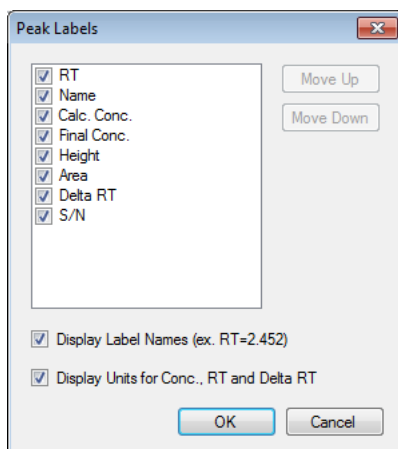 Peak Labels
RT
Name
Calc. Conc.
Final Conc.
Height
Area
Delta RT
S/N
Move Up
Move Down
Display Label Names (ex. RT=2.452)
Display Units for Conc., RT and Delta RT
OK
Cancel